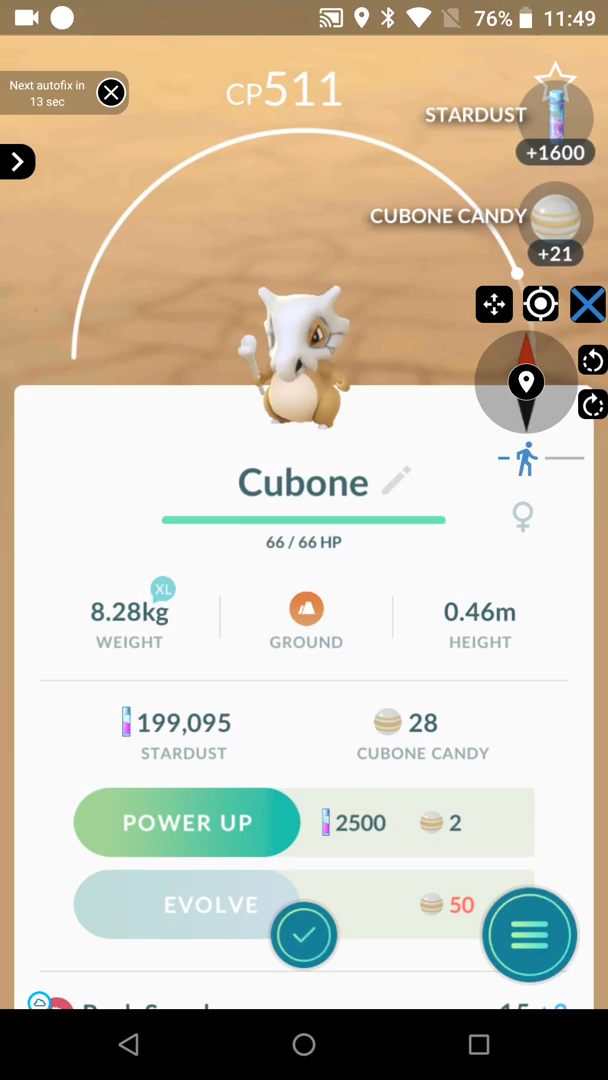 76% 11:49
Next autofix in
13 sec
CP511
STARDUST
+1600
CUBONE CANDY
+21
Cubone
66 / 66 HP
XL
8.28kg
WEIGHT
GROUND
0.46m
HEIGHT
199,095
STARDUST
28
CUBONE CANDY
POWER UP 2500 2
EVOLVE 50